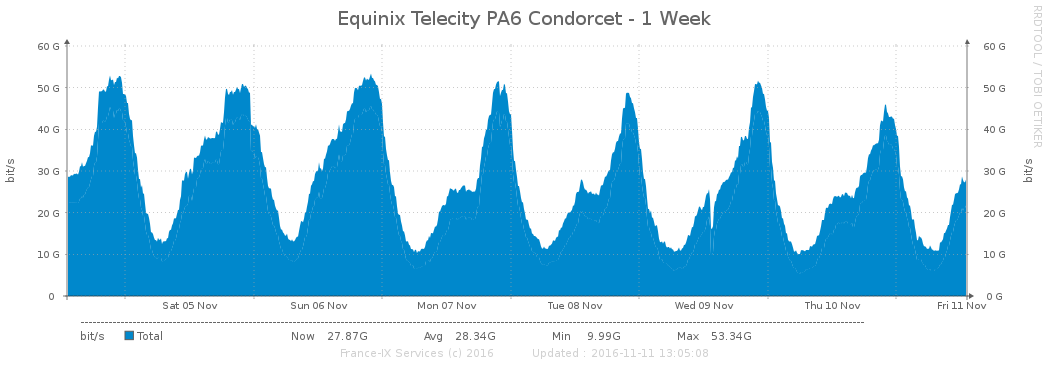 Equinix Telecity PA6 Condorcet - 1 Week
RRDTOOL / TOBI OETIKER
60 G 60 G
50 G 50 G
40 G 40 G
30 G 30 G
20 G 20 G
10 G 10 G
0 0 G
bit/s bit/s
Sat 05 Nov Sun 06 Nov Mon 07 Nov Tue 08 Nov Wed 09 Nov Thu 10 Nov Fri 11 Nov
bit/s Total Now 27.87G Avg 28.34G Min 9.99G Max 53.34G
France-IX Services (c) 2016 Updated : 2016-11-11 13:05:08